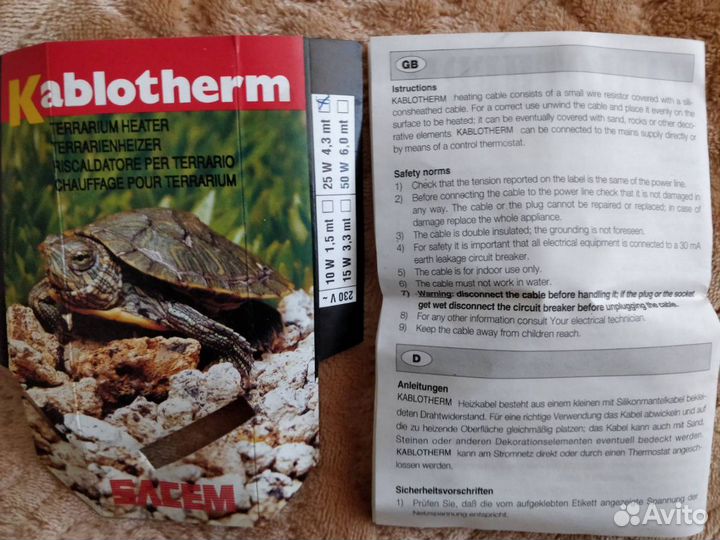 Kablotherm
TERRARIUM HEATER
TERRARIENHEIZER
RISCALDATORE PER TERRARIO
CHAUFFAGE POUR TERRARIUM
25 W 4,3 mt
50 W 6,0 mt
10 W 1,5 mt
15 W 3,3 mt
230 V ~
SACEM
GB
Istructions
KABLOTHERM heating cable consists of a small wire resistor covered with a sili-
consheathed cable. For a correct use unwind the cable and place it evenly on the
surface to be heated; it can be eventually covered with sand, rocks or other deco-
rative elements. KABLOTHERM can be connected to the mains supply directly or
by means of a control thermostat.
Safety norms
1) Check that the tension reported on the label is the same of the power line.
2) Before connecting the cable to the power line check that it is not damaged in
any way. The cable or the plug cannot be repaired or replaced; in case of
damage replace the whole appliance.
3) The cable is double insulated; the grounding is not foreseen.
4) For safety it is important that all electrical equipment is connected to a 30 mA
earth leakage circuit breaker.
5) The cable is for indoor use only.
6) The cable must not work in water.
7) Warning: disconnect the cable before handling it; if the plug or the socket
get wet disconnect the circuit breaker before unplugging the cable.
8) For any other information consult Your electrical technician.
9) Keep the cable away from children reach.
D
Anleitungen
KABLOTHERM Heizkabel besteht aus einem kleinen mit Silikonmantelkabel beklei-
deten Drahtwiderstand. Für eine richtige Verwendung das Kabel abwickeln und auf
die zu heizende Oberfläche gleichmäßig platzen; das Kabel kann auch mit Sand,
Steinen oder anderen Dekorationselementen eventuell bedeckt werden.
KABLOTHERM kann am Stromnetz direkt oder durch einen Thermostat angesch-
lossen werden.
Sicherheitsvorschriften
1) Prüfen Sie, daß die vom aufgeklebten Etikett angezeigte Spannung der
Netzspannung entspricht.
Avito